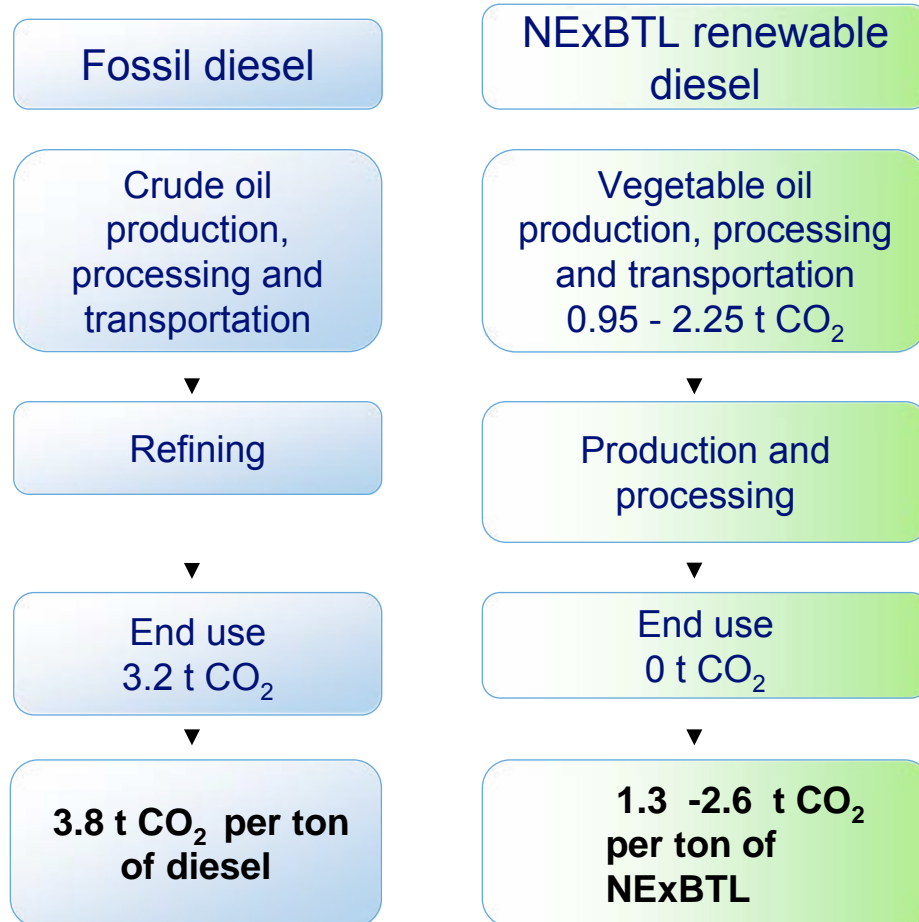 Fossil diesel
Crude oil
production,
processing and
transportation
Refining
End use
3.2 t CO₂
3.8 t CO₂ per ton
of diesel
NExBTL renewable
diesel
Vegetable oil
production, processing
and transportation
0.95 - 2.25 t CO₂
Production and
processing
End use
0 t CO₂
1.3 -2.6 t CO₂
per ton of
NExBTL